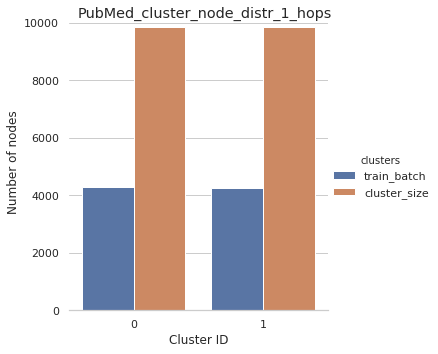 PubMed_cluster_node_distr_1_hops
10000
8000
6000
4000
2000
0
Number of nodes
0
1
Cluster ID
clusters
train_batch
cluster_size